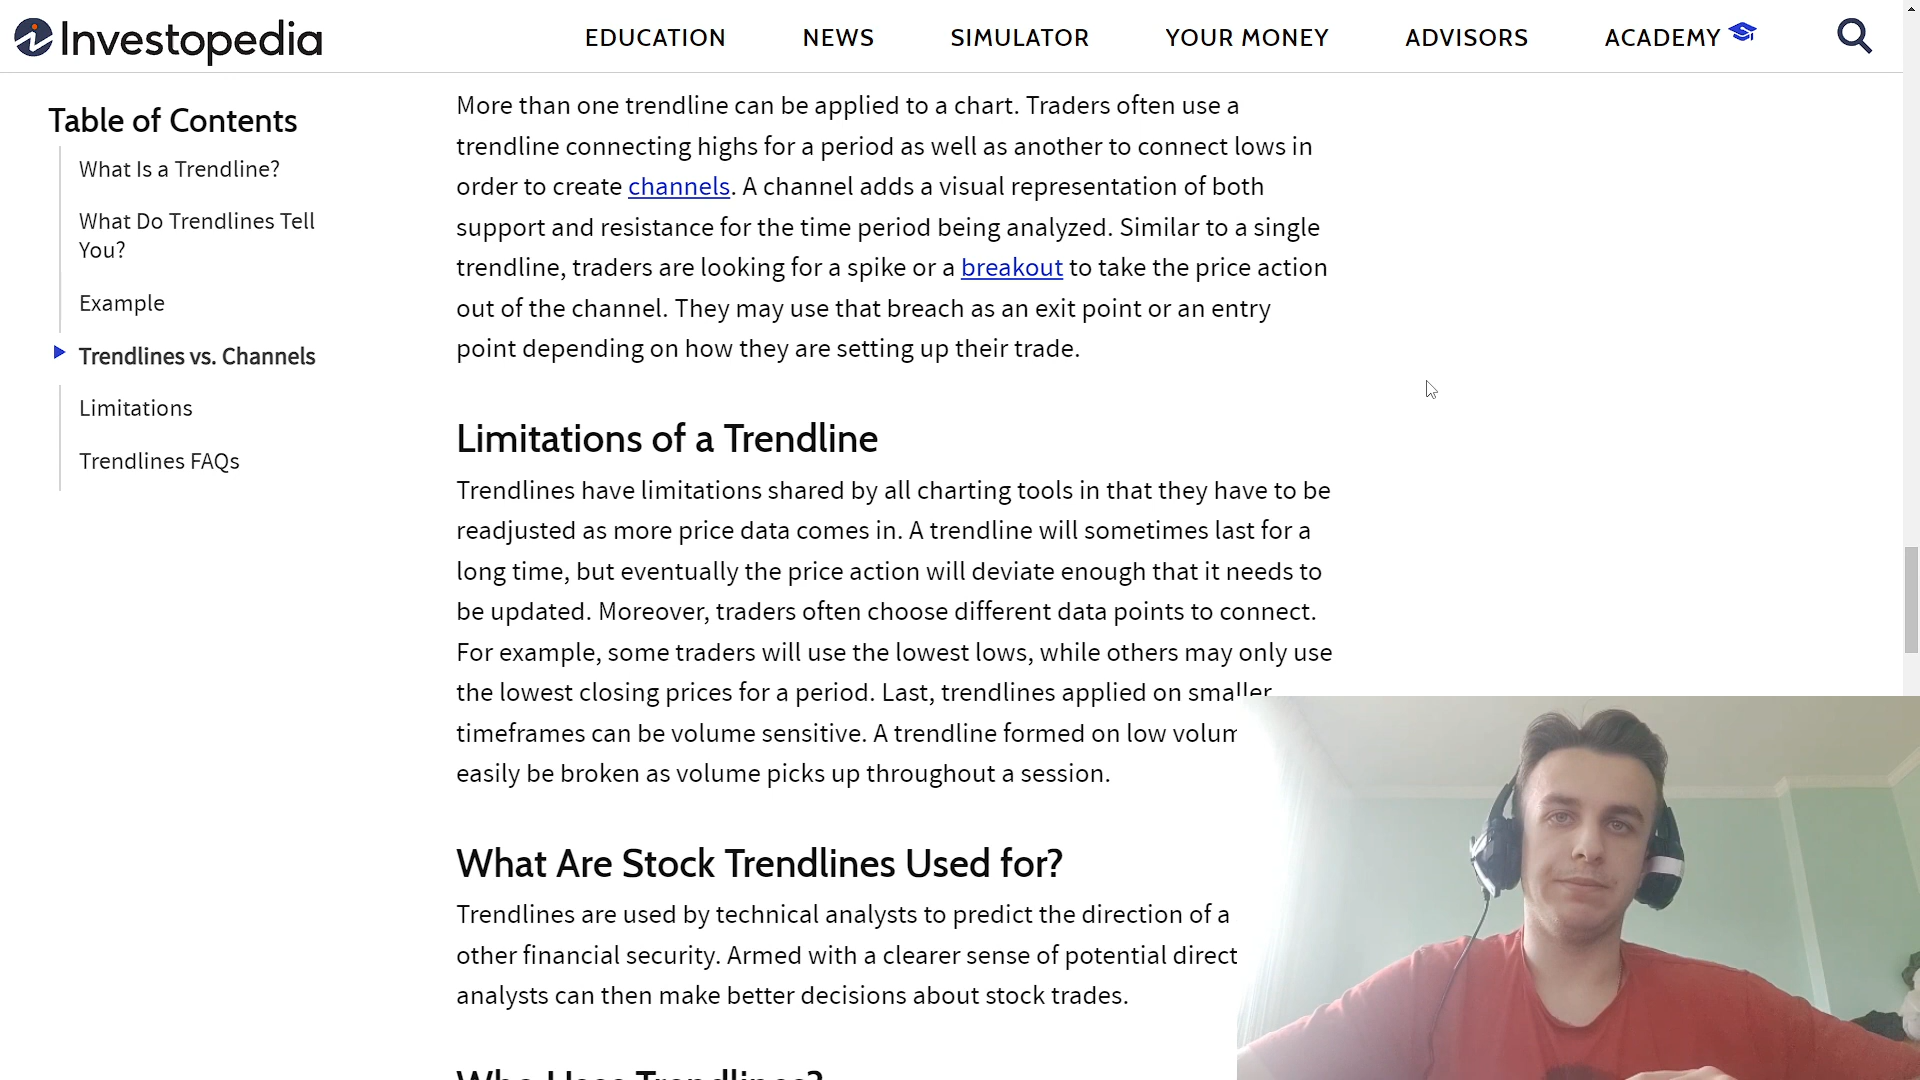 Investopedia
EDUCATION
NEWS
SIMULATOR
YOUR MONEY
ADVISORS
ACADEMY
Table of Contents
What Is a Trendline?
What Do Trendlines Tell
You?
Example
Trendlines vs. Channels
Limitations
Trendlines FAQs
More than one trendline can be applied to a chart. Traders often use a
trendline connecting highs for a period as well as another to connect lows in
order to create channels. A channel adds a visual representation of both
support and resistance for the time period being analyzed. Similar to a single
trendline, traders are looking for a spike or a breakout to take the price action
out of the channel. They may use that breach as an exit point or an entry
point depending on how they are setting up their trade.
Limitations of a Trendline
Trendlines have limitations shared by all charting tools in that they have to be
readjusted as more price data comes in. A trendline will sometimes last for a
long time, but eventually the price action will deviate enough that it needs to
be updated. Moreover, traders often choose different data points to connect.
For example, some traders will use the lowest lows, while others may only use
the lowest closing prices for a period. Last, trendlines applied on smaller
timeframes can be volume sensitive. A trendline formed on low volum
easily be broken as volume picks up throughout a session.
What Are Stock Trendlines Used for?
Trendlines are used by technical analysts to predict the direction of a
other financial security. Armed with a clearer sense of potential direct
analysts can then make better decisions about stock trades.
Who Uses Trendlines?